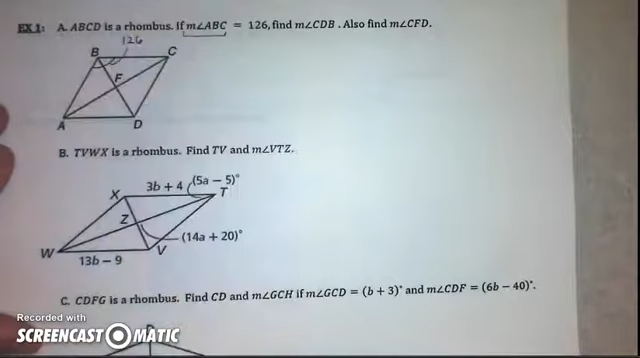 EX 1: A. ABCD is a rhombus. If m∠ABC = 126, find m∠CDB. Also find m∠CFD.
126
B C
F
A D
B. TVWX is a rhombus. Find TV and m∠VTZ.
3b + 4 (5a – 5)°
X T
Z
(14a + 20)°
W V
13b – 9
C. CDFG is a rhombus. Find CD and m∠GCH if m∠GCD = (b + 3)° and m∠CDF = (6b – 40)°.
Recorded with
SCREENCAST O MATIC